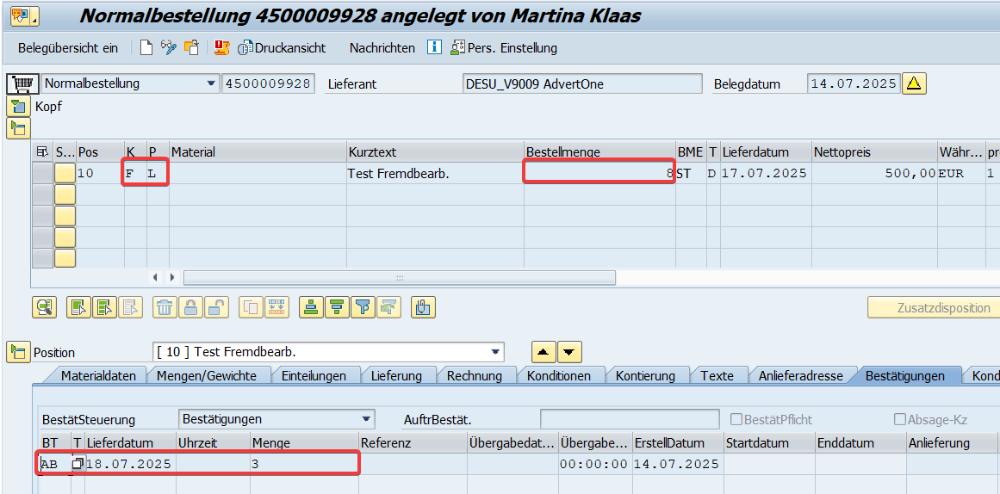 Normalbestellung 4500009928 angelegt von Martina Klaas
Belegübersicht ein Druckansicht Nachrichten Pers. Einstellung
Normalbestellung 4500009928 Lieferant DESU_V9009 AdvertOne Belegdatum 14.07.2025
Kopf
S... Pos K P Material Kurztext Bestellmenge BME T Lieferdatum Nettopreis Währ... pr
10 F L Test Fremdbearb. 8 ST D 17.07.2025 500,00 EUR 1
Zusatzdisposition
Position [ 10 ] Test Fremdbearb.
Materialdaten Mengen/Gewichte Einteilungen Lieferung Rechnung Konditionen Kontierung Texte Anlieferadresse Bestätigungen Kond
BestätSteuerung Bestätigungen AuftrBestät. BestätPflicht Absage-Kz
BT T Lieferdatum Uhrzeit Menge Referenz Übergabedat... Übergabe... ErstellDatum Startdatum Enddatum Anlieferung
AB 18.07.2025 3 00:00:00 14.07.2025